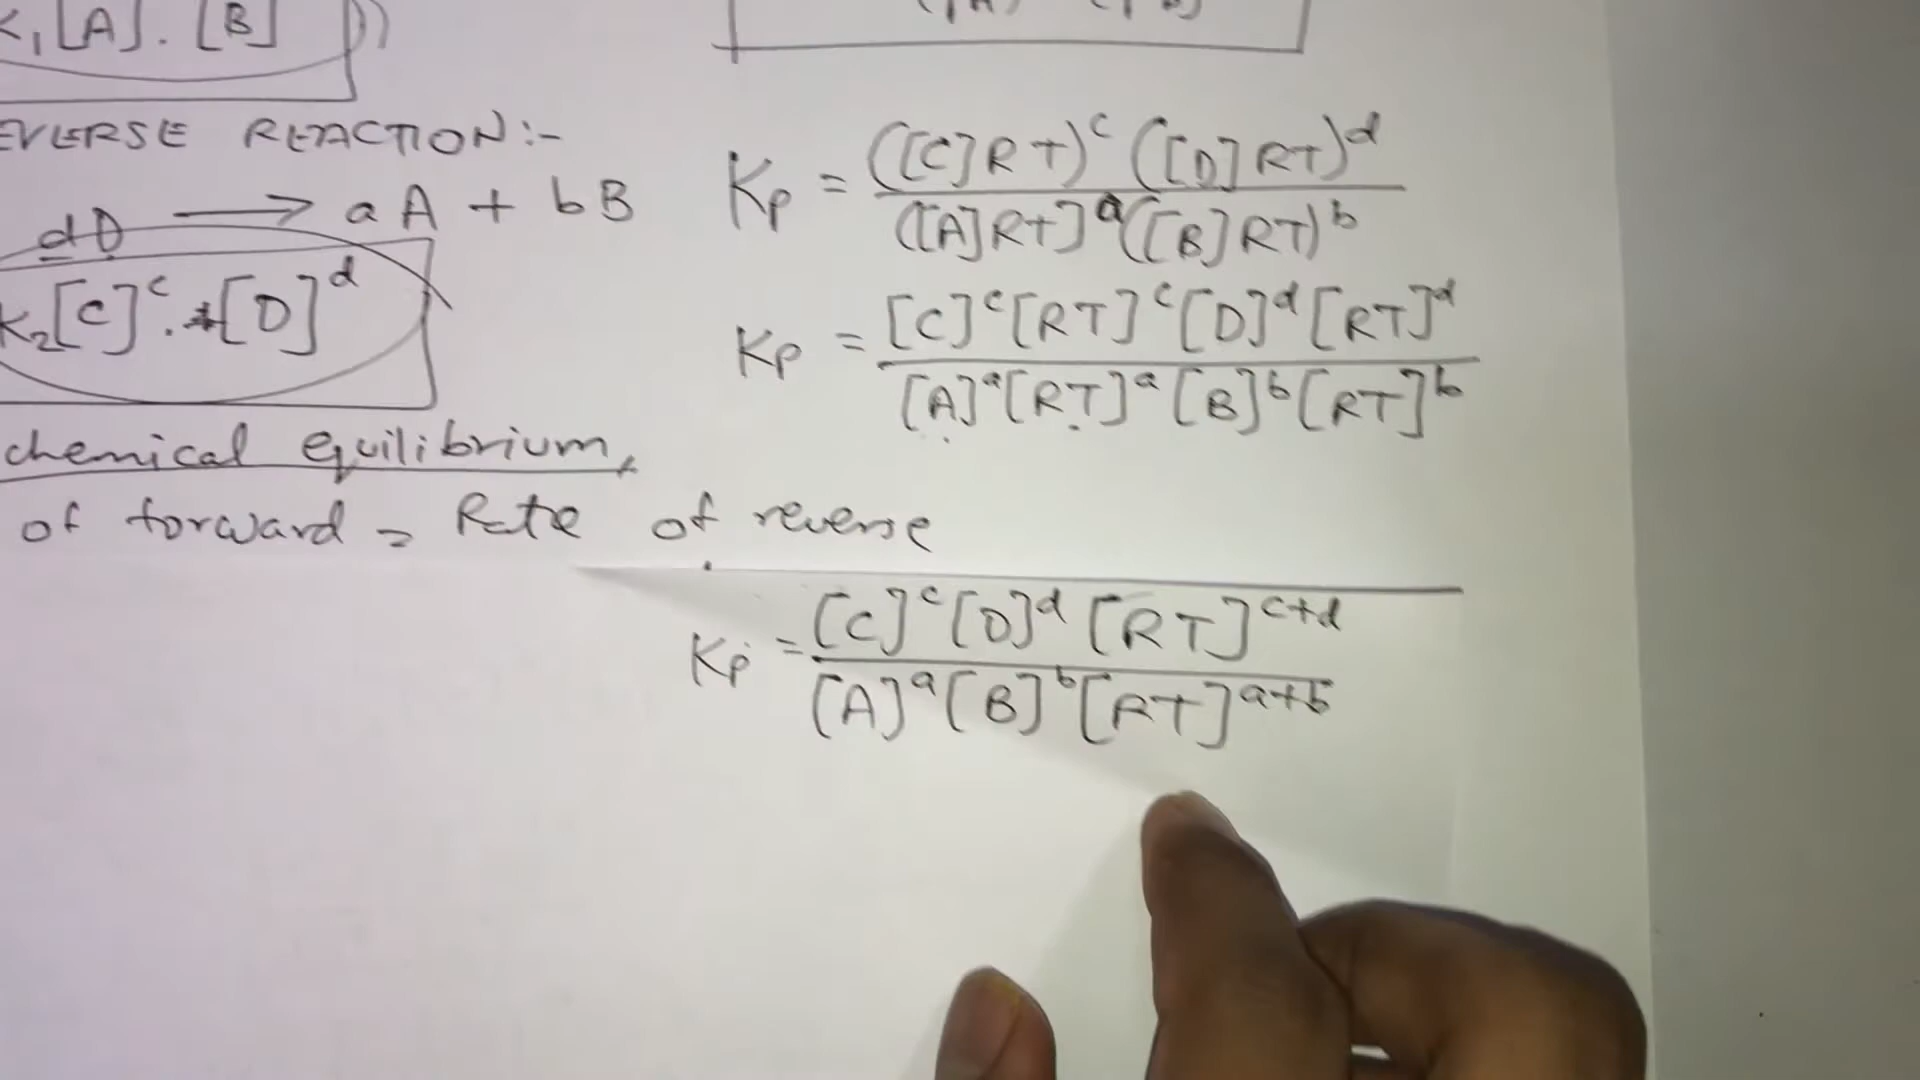 K₁[A]. [B]
EVERSE REACTION:-
dD ⟶ aA + bB
K₂[C]ᶜ. [D]ᵈ
chemical equilibrium,
of forward = Rate of reverse
Kp = ([C]RT)ᶜ ([D]RT)ᵈ
([A]RT]ᵃ([B]RT)ᵇ
Kp = [C]ᶜ[RT]ᶜ[D]ᵈ[RT]ᵈ
[A]ᵃ[RT]ᵃ[B]ᵇ[RT]ᵇ
Kp = [C]ᶜ[D]ᵈ[RT]ᶜ⁺ᵈ
[A]ᵃ[B]ᵇ[RT]ᵃ⁺ᵇ